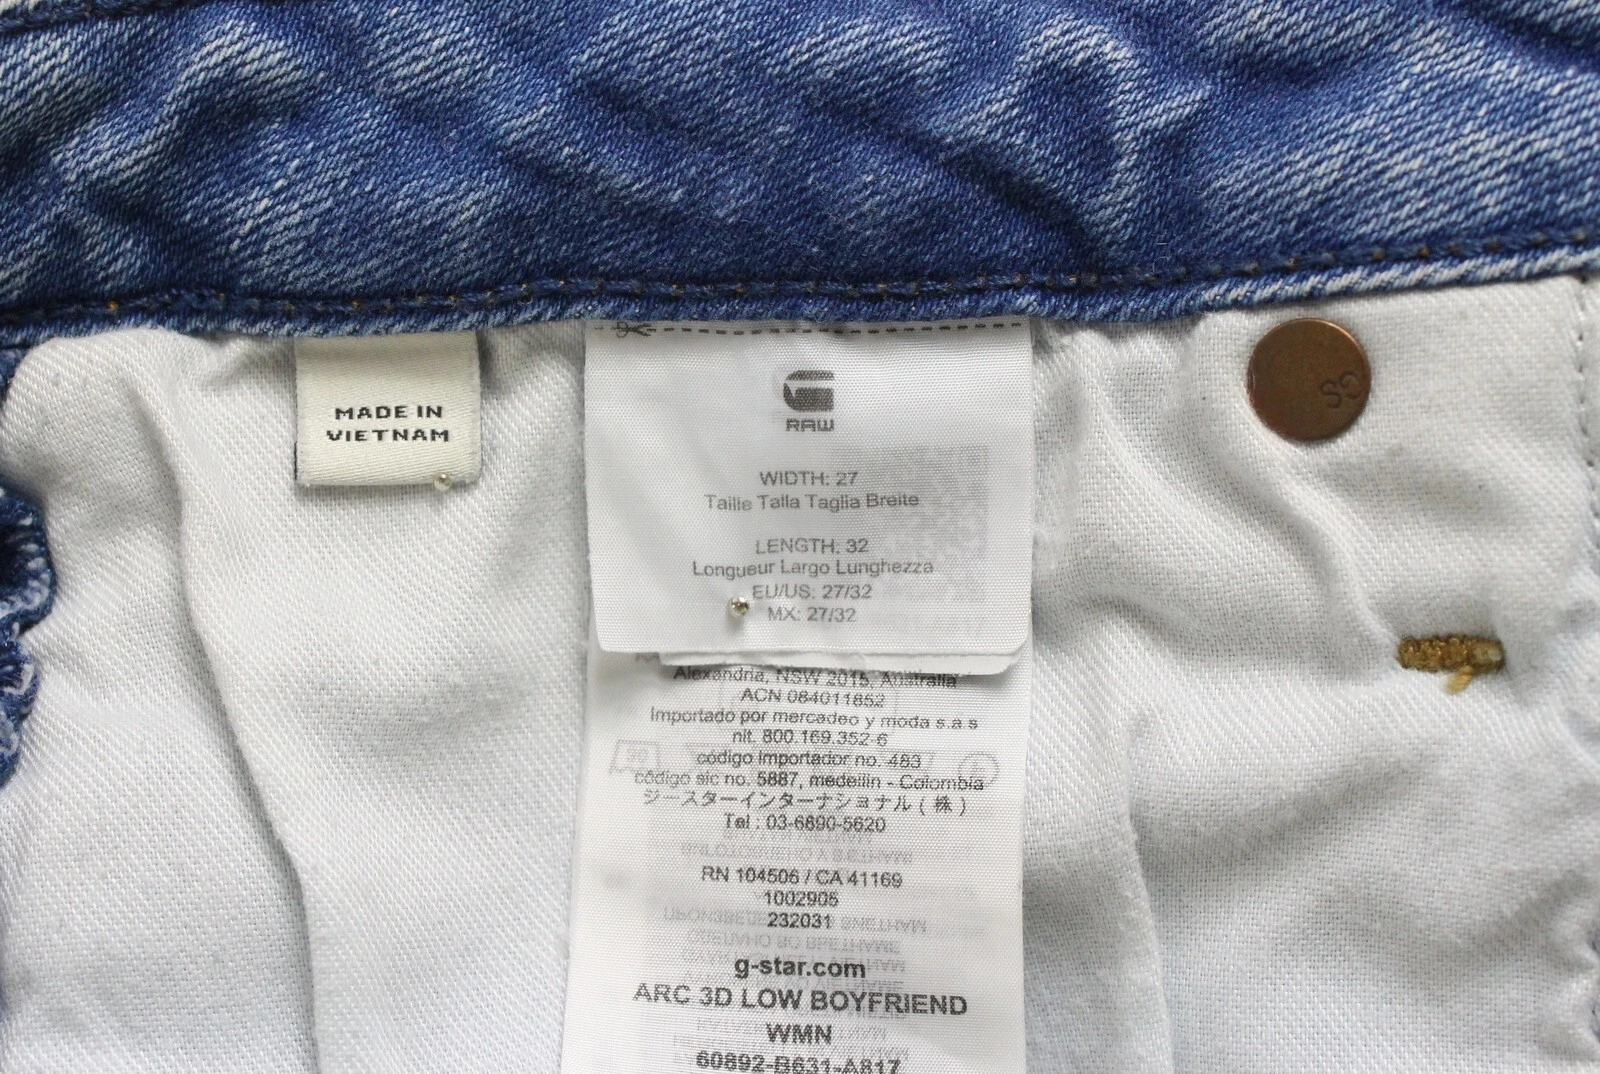 MADE IN
VIETNAM
RAW
WIDTH: 27
Taille Talla Taglia Breite
LENGTH: 32
Longueur Largo Lunghezza
EU/US: 27/32
MX: 27/32
Alexandria, NSW 2015, Australia
ACN 084011852
Importado por mercadeo y moda s.a s
nit. 800.169.352-6
código importador no. 483
código sic no. 5887, medellin - Colombia
ジースターインターナショナル(株)
Tel : 03-6890-5620
RN 104506 / CA 41169
1002905
232031
g-star.com
ARC 3D LOW BOYFRIEND
WMN
60892-B631-A817
GS